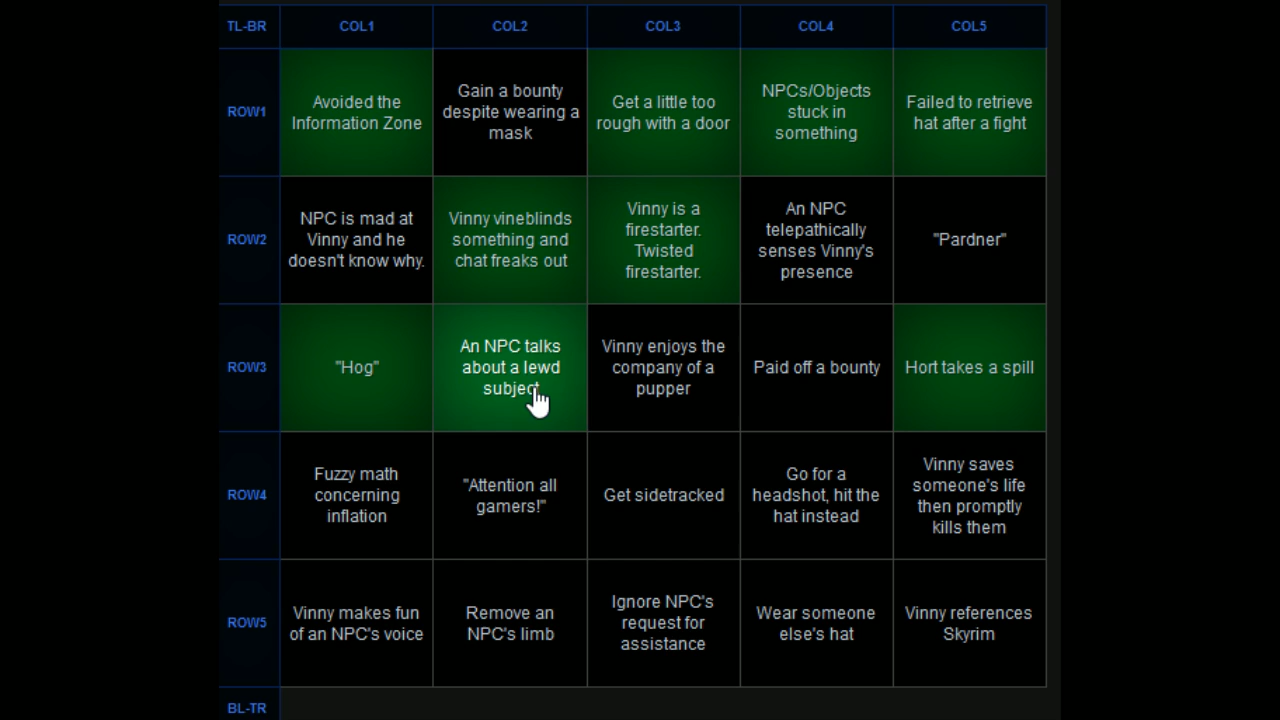 TL-BR COL1 COL2 COL3 COL4 COL5
ROW1
Avoided the
Information Zone
Gain a bounty
despite wearing a
mask
Get a little too
rough with a door
NPCs/Objects
stuck in
something
Failed to retrieve
hat after a fight
ROW2
NPC is mad at
Vinny and he
doesn't know why.
Vinny vineblinds
something and
chat freaks out
Vinny is a
firestarter.
Twisted
firestarter.
An NPC
telepathically
senses Vinny's
presence
"Pardner"
ROW3
"Hog"
An NPC talks
about a lewd
subject
Vinny enjoys the
company of a
pupper
Paid off a bounty
Hort takes a spill
ROW4
Fuzzy math
concerning
inflation
"Attention all
gamers!"
Get sidetracked
Go for a
headshot, hit the
hat instead
Vinny saves
someone's life
then promptly
kills them
ROW5
Vinny makes fun
of an NPC's voice
Remove an
NPC's limb
Ignore NPC's
request for
assistance
Wear someone
else's hat
Vinny references
Skyrim
BL-TR